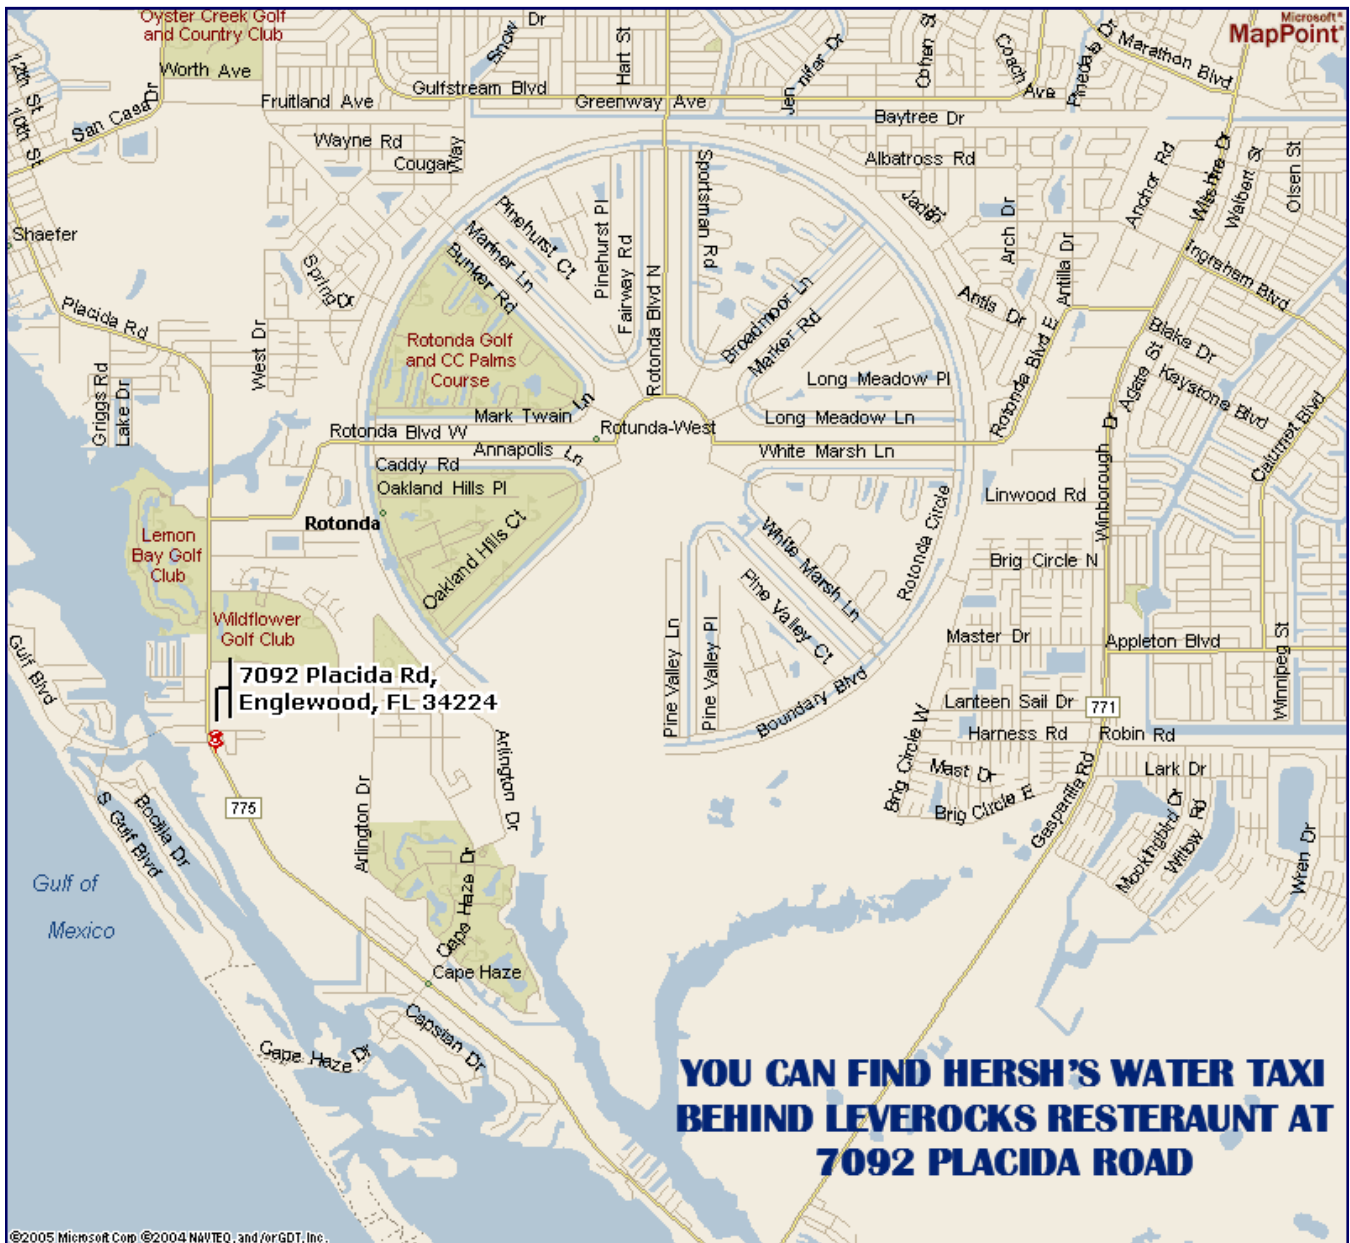 Oyster Creek Golf
and Country Club
Worth Ave
12th St
10th St
San Casa Dr
Fruitland Ave
Snow Dr
Hart St
Gulfstream Blvd
Greenway Ave
Jennifer Dr
Cohen St
Coach Ave
Pineda St
Marathon Blvd
Microsoft®
MapPoint®
Wayne Rd
Cougar Way
Baytree Dr
Albatross Rd
Jade St
Arch Dr
Anchor Rd
Wilshire Dr
Walbert St
Olsen St
Shaefer
Placida Rd
Spring Dr
West Dr
Griggs Rd
Lake Dr
Pinehurst Ct
Mariner Ln
Bunker Rd
Pinehurst Pl
Fairway Rd
Rotonda Blvd N
Sportsman Rd
Broadmoor Ln
Marker Rd
Antis Dr
Antilla Dr
Ingraham Blvd
Blake Dr
Keystone Blvd
Agate St
Calumet Blvd
Rotonda Golf
and CC Palms
Course
Mark Twain Ln
Rotonda Blvd W
Annapolis Ln
Rotunda-West
Long Meadow Pl
Long Meadow Ln
White Marsh Ln
Rotonda Blvd E
Caddy Rd
Oakland Hills Pl
Rotonda
Oakland Hills Ct
Lemon
Bay Golf
Club
Wildflower
Golf Club
Rotonda Circle
White Marsh Ln
Pine Valley Ct
Pine Valley Ln
Pine Valley Pl
Boundary Blvd
Linwood Rd
Winborough Dr
Brig Circle N
Master Dr
Appleton Blvd
Winnipeg St
Lanteen Sail Dr
771
Harness Rd
Robin Rd
Brig Circle W
Mast Dr
Brig Circle E
Gasparilla Rd
Lark Dr
Mockingbird Dr
Willow Rd
Wren Dr
Gulf Blvd
7092 Placida Rd,
Englewood, FL 34224
775
Bocilla Dr
S Gulf Blvd
Arlington Dr
Arlington Dr
Cape Haze Dr
Cape Haze
Gulf of
Mexico
Capstan Dr
Cape Haze Dr
YOU CAN FIND HERSH'S WATER TAXI
BEHIND LEVEROCKS RESTERAUNT AT
7092 PLACIDA ROAD
©2005 Microsoft Corp ©2004 NAVTEQ, and/or GDT, Inc.